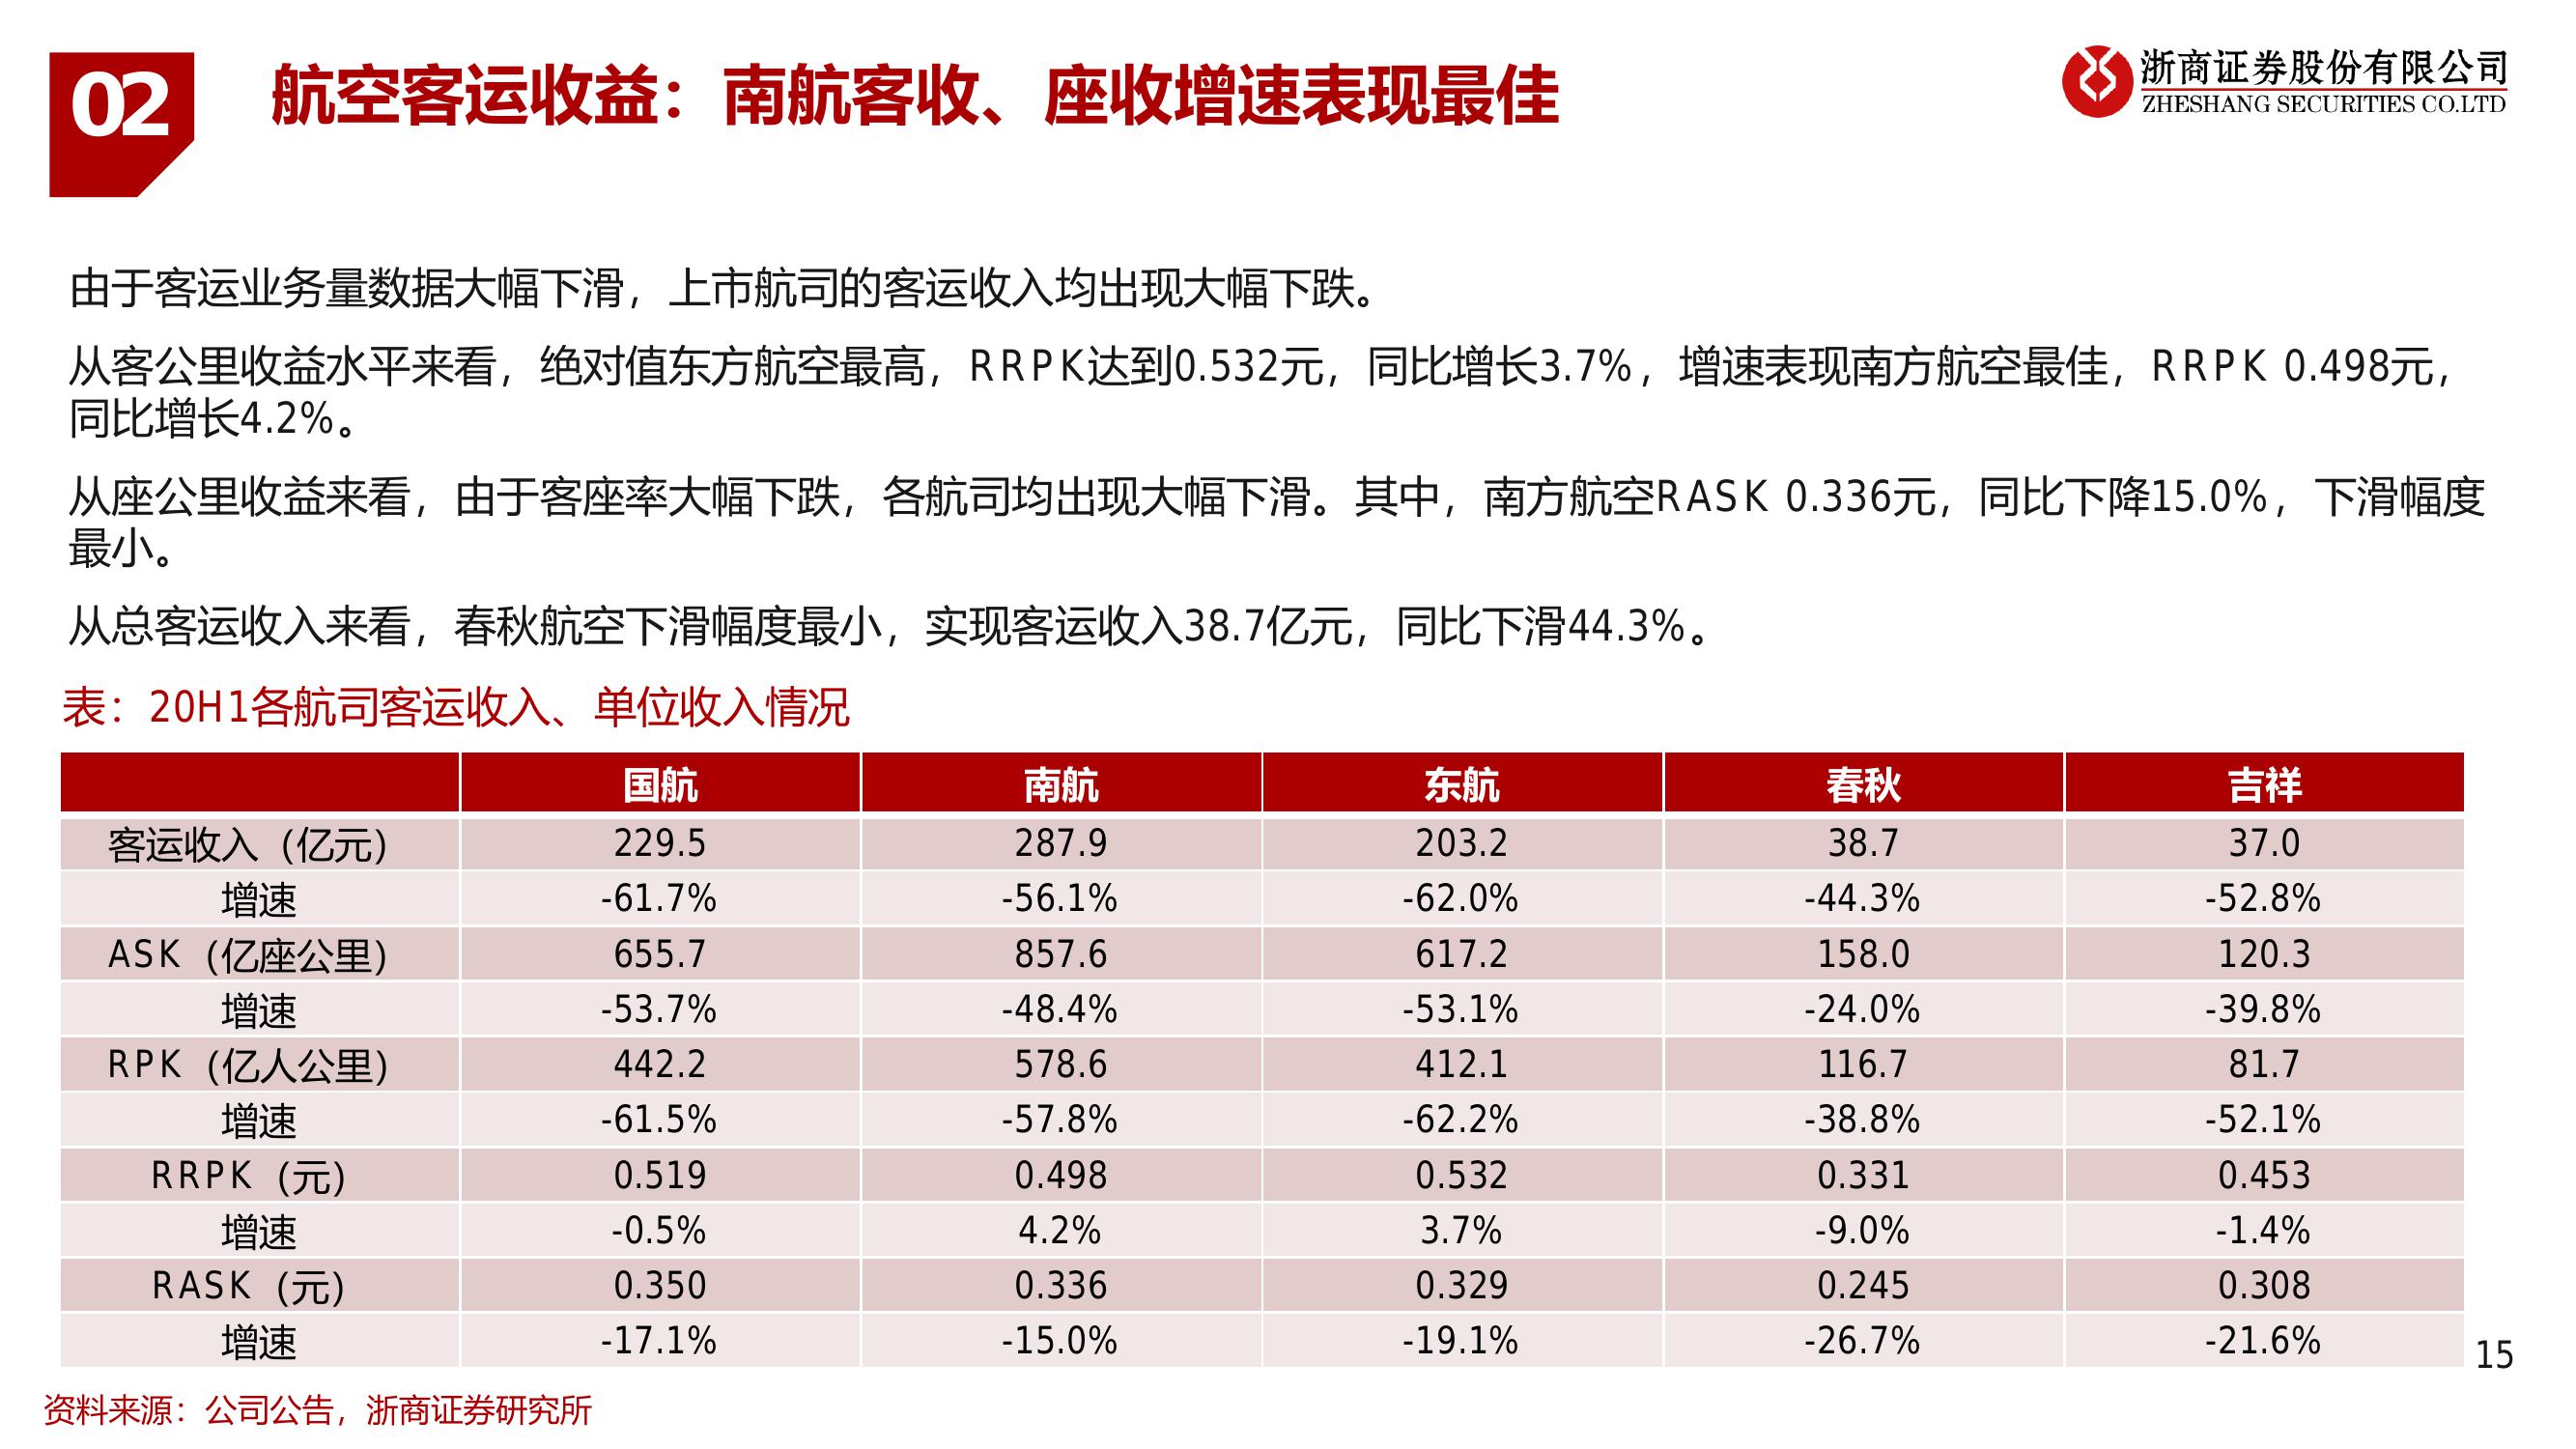 02
航空客运收益：南航客收、座收增速表现最佳
浙商证券股份有限公司
ZHESHANG SECURITIES CO.LTD
由于客运业务量数据大幅下滑，上市航司的客运收入均出现大幅下跌。
从客公里收益水平来看，绝对值东方航空最高，RRPK达到0.532元，同比增长3.7%，增速表现南方航空最佳，RRPK 0.498元，
同比增长4.2%。
从座公里收益来看，由于客座率大幅下跌，各航司均出现大幅下滑。其中，南方航空RASK 0.336元，同比下降15.0%，下滑幅度
最小。
从总客运收入来看，春秋航空下滑幅度最小，实现客运收入38.7亿元，同比下滑44.3%。
表：20H1各航司客运收入、单位收入情况
国航 南航 东航 春秋 吉祥
客运收入（亿元） 229.5 287.9 203.2 38.7 37.0
增速 -61.7% -56.1% -62.0% -44.3% -52.8%
ASK（亿座公里） 655.7 857.6 617.2 158.0 120.3
增速 -53.7% -48.4% -53.1% -24.0% -39.8%
RPK（亿人公里） 442.2 578.6 412.1 116.7 81.7
增速 -61.5% -57.8% -62.2% -38.8% -52.1%
RRPK（元） 0.519 0.498 0.532 0.331 0.453
增速 -0.5% 4.2% 3.7% -9.0% -1.4%
RASK（元） 0.350 0.336 0.329 0.245 0.308
增速 -17.1% -15.0% -19.1% -26.7% -21.6%
15
资料来源：公司公告，浙商证券研究所